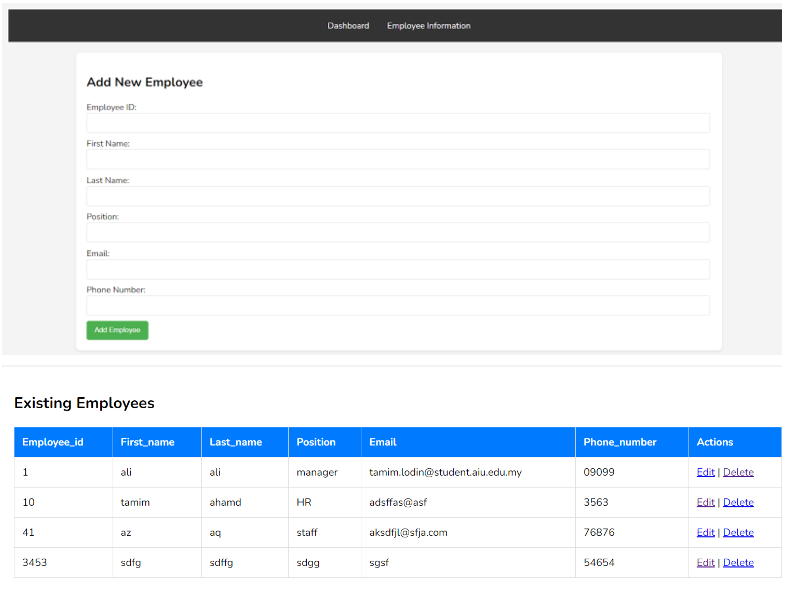 Dashboard Employee Information
Add New Employee
Employee ID:
First Name:
Last Name:
Position:
Email:
Phone Number:
Add Employee
Existing Employees
Employee_id First_name Last_name Position Email Phone_number Actions
1 ali ali manager tamim.lodin@student.aiu.edu.my 09099 Edit | Delete
10 tamim ahamd HR adsffas@asf 3563 Edit | Delete
41 az aq staff aksdfjl@sfja.com 76876 Edit | Delete
3453 sdfg sdffg sdgg sgsf 54654 Edit | Delete